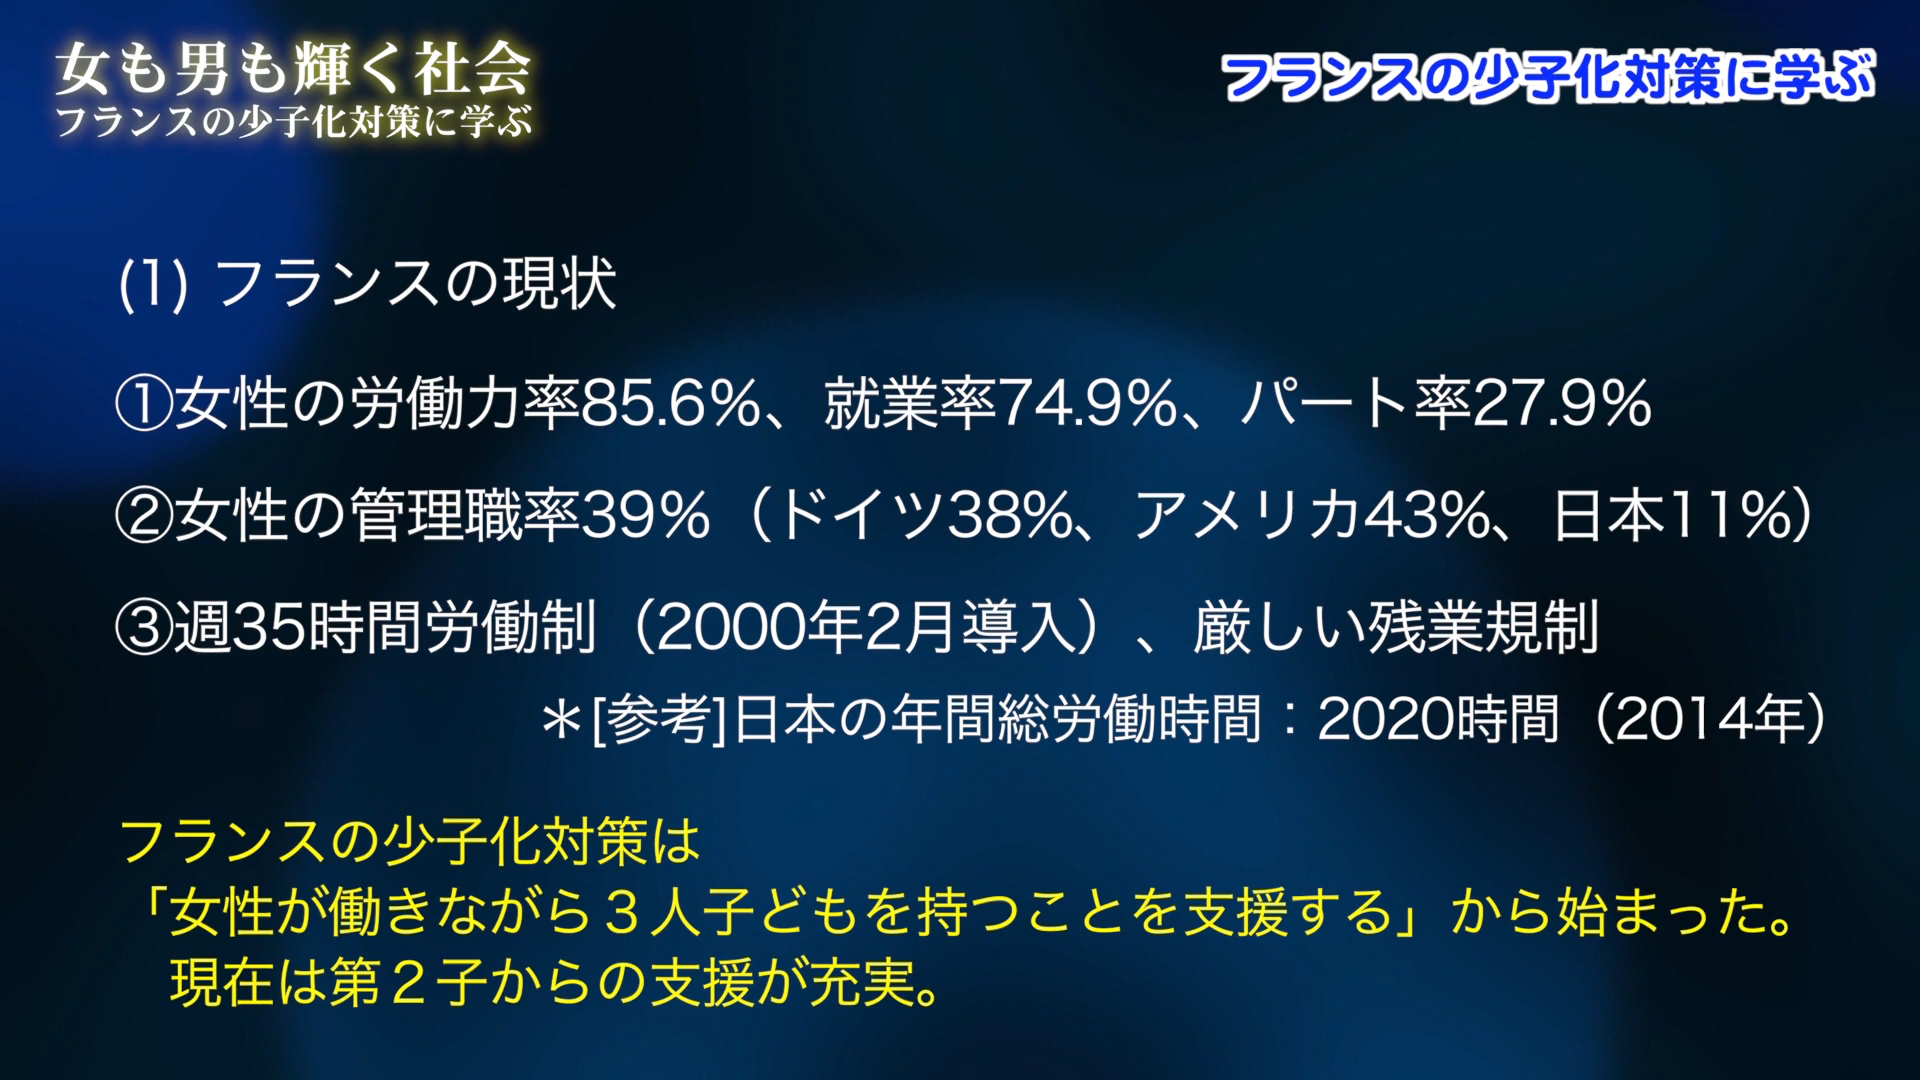 女も男も輝く社会
フランスの少子化対策に学ぶ
フランスの少子化対策に学ぶ
(1) フランスの現状
①女性の労働力率85.6%、就業率74.9%、パート率27.9%
②女性の管理職率39%（ドイツ38%、アメリカ43%、日本11%）
③週35時間労働制（2000年2月導入）、厳しい残業規制
＊[参考]日本の年間総労働時間：2020時間（2014年）
フランスの少子化対策は
「女性が働きながら３人子どもを持つことを支援する」から始まった。
現在は第２子からの支援が充実。